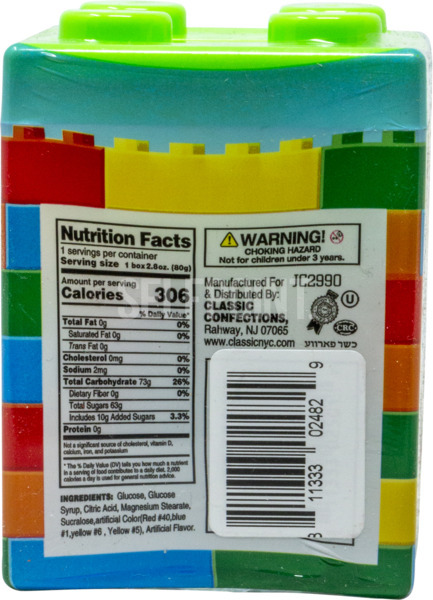 Nutrition Facts
1 servings per container
Serving size 1 box 2.8oz. (80g)
Amount per serving
Calories 306
% Daily Value*
Total Fat 0g 0%
Saturated Fat 0g 0%
Trans Fat 0g
Cholesterol 0mg 0%
Sodium 2mg 0%
Total Carbohydrate 73g 26%
Dietary Fiber 0g 0%
Total Sugars 63g
Includes 10g Added Sugars 3.3%
Protein 0g
Not a significant source of cholesterol, vitamin D,
calcium, iron, and potassium
* The % Daily Value (DV) tells you how much a nutrient
in a serving of food contributes to a daily diet. 2,000
calories a day is used for general nutrition advice.
INGREDIENTS: Glucose, Glucose
Syrup, Citric Acid, Magnesium Stearate,
Sucralose,artificial Color(Red #40,blue
#1,yellow #6 , Yellow #5), Artificial Flavor.
WARNING!
CHOKING HAZARD
Not for children under 3 years.
Manufactured For JC2990
& Distributed By:
CLASSIC
CONFECTIONS,
Rahway, NJ 07065
www.classicnyc.com
U
CRC
כשר פארווע
8 11333 02482 9